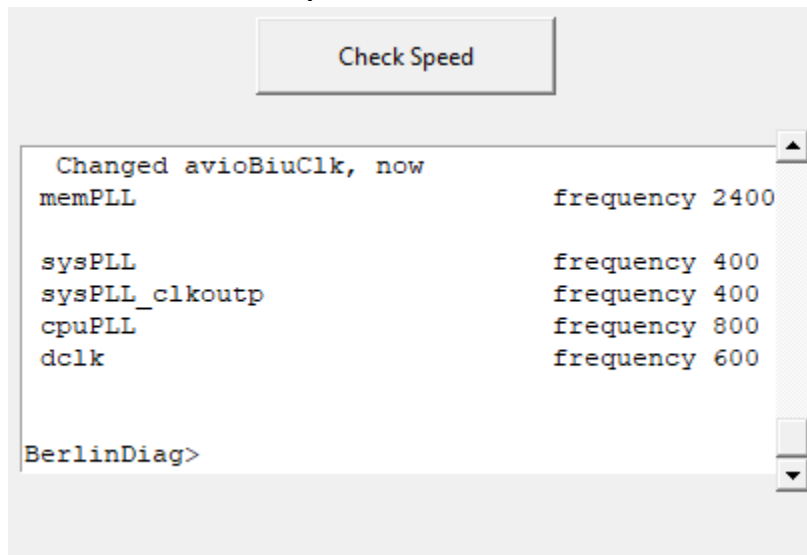 Check Speed
Changed avioBiuClk, now
memPLL frequency 2400
sysPLL frequency 400
sysPLL_clkoutp frequency 400
cpuPLL frequency 800
dclk frequency 600
BerlinDiag>